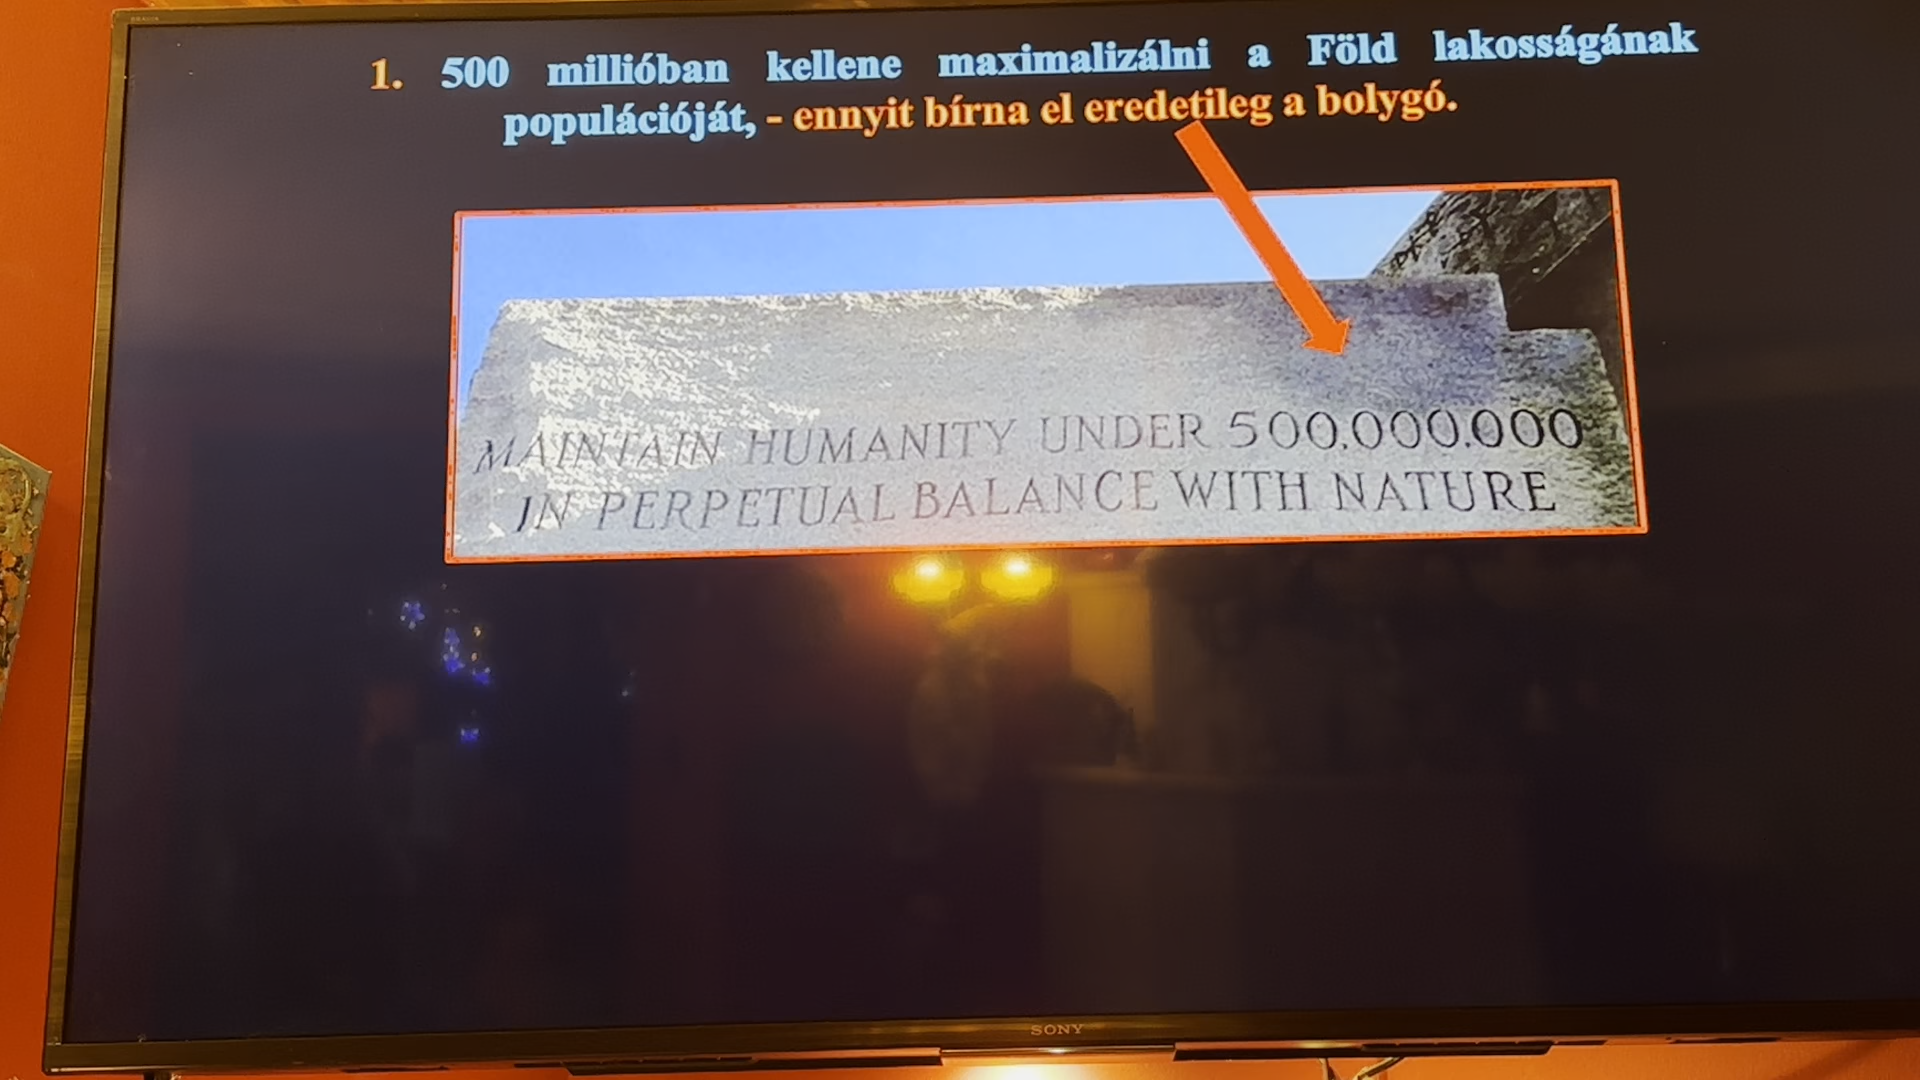 1. 500 millióban kellene maximalizálni a Föld lakosságának
populációját, - ennyit bírna el eredetileg a bolygó.
MAINTAIN HUMANITY UNDER 500,000,000
IN PERPETUAL BALANCE WITH NATURE
SONY